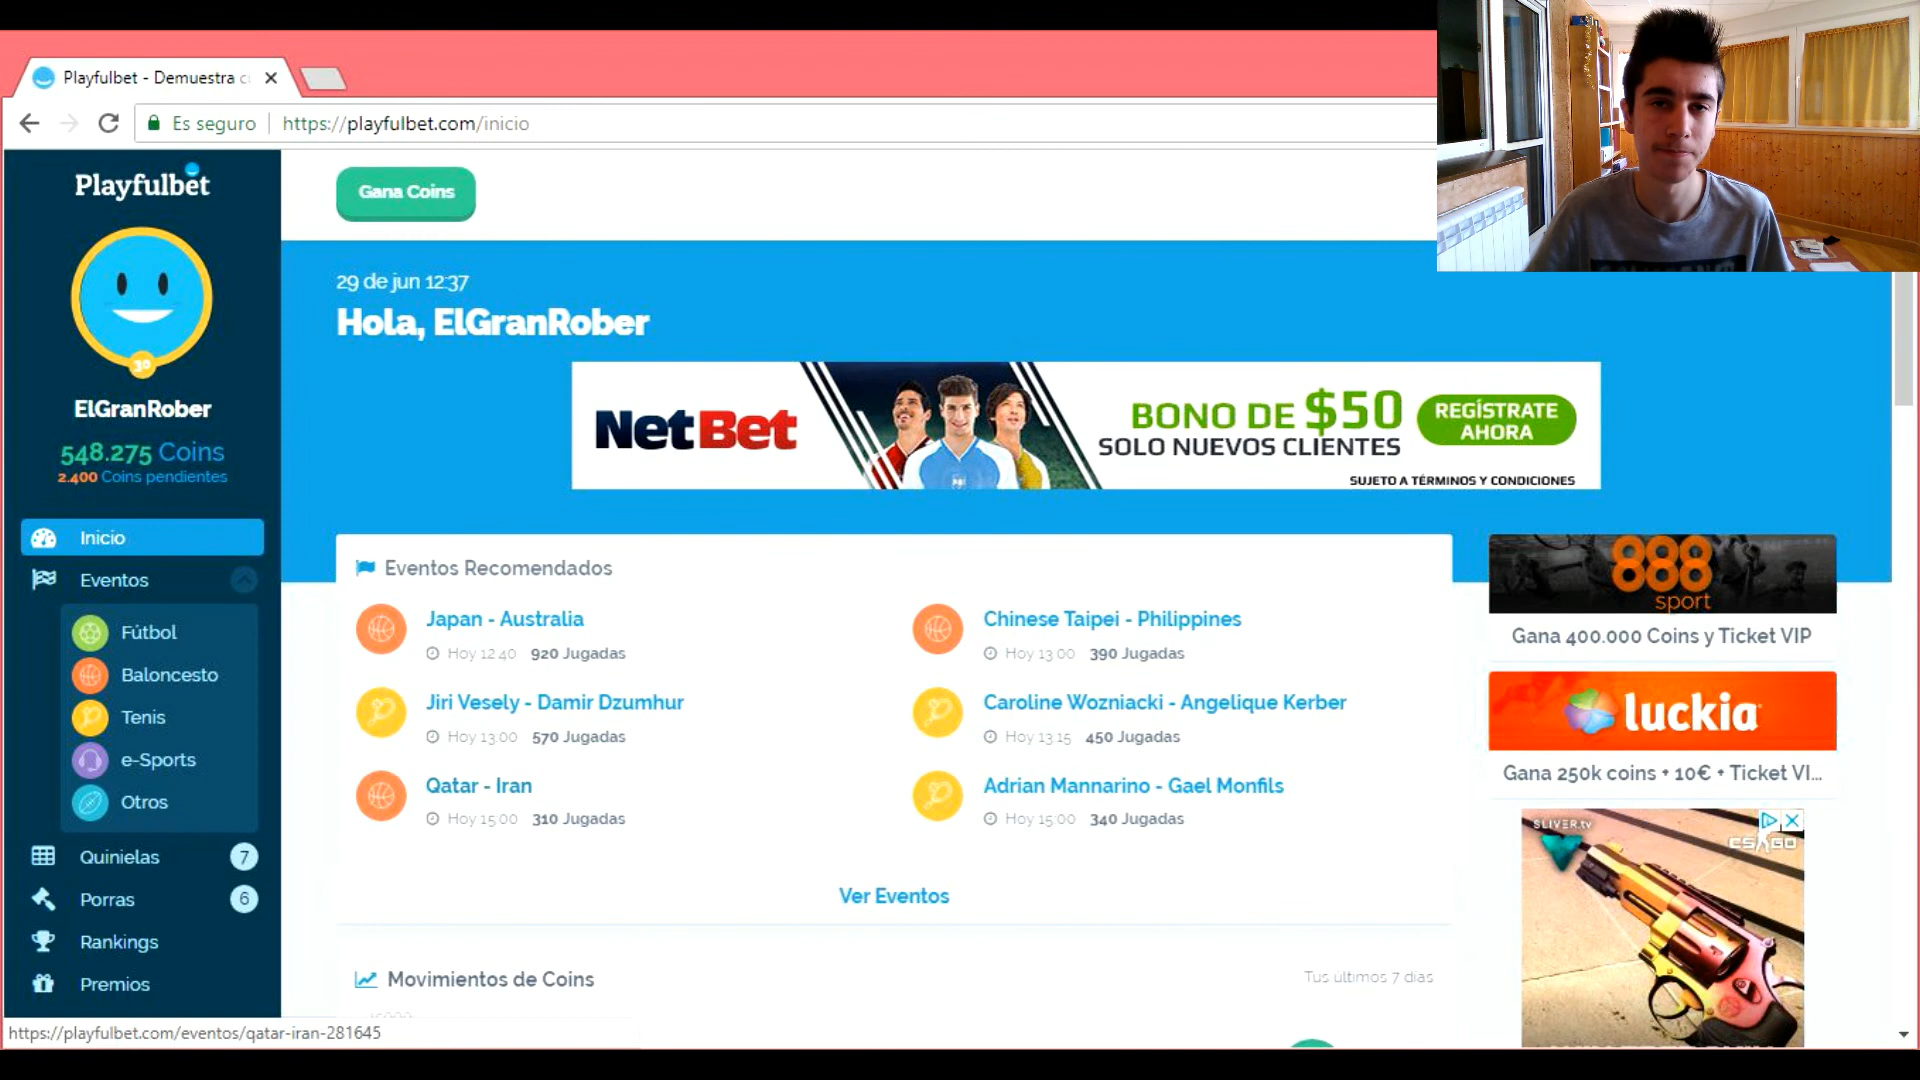 Playfulbet - Demuestra c
Es seguro
https://playfulbet.com/inicio
Playfulbet
Gana Coins
30
ElGranRober
548.275 Coins
2.400 Coins pendientes
Inicio
Eventos
Fútbol
Baloncesto
Tenis
e-Sports
Otros
Quinielas 7
Porras 6
Rankings
Premios
29 de jun 12:37
Hola, ElGranRober
NetBet
BONO DE $50
SOLO NUEVOS CLIENTES
REGÍSTRATE
AHORA
SUJETO A TÉRMINOS Y CONDICIONES
Eventos Recomendados
Japan - Australia
Hoy 12:40 920 Jugadas
Chinese Taipei - Philippines
Hoy 13:00 390 Jugadas
Jiri Vesely - Damir Dzumhur
Hoy 13:00 570 Jugadas
Caroline Wozniacki - Angelique Kerber
Hoy 13:15 450 Jugadas
Qatar - Iran
Hoy 15:00 310 Jugadas
Adrian Mannarino - Gael Monfils
Hoy 15:00 340 Jugadas
Ver Eventos
Movimientos de Coins
Tus últimos 7 dias
888
sport
Gana 400.000 Coins y Ticket VIP
luckia
Gana 250k coins + 10€ + Ticket VI...
SLIVER.tv
CS GO
https://playfulbet.com/eventos/qatar-iran-281645